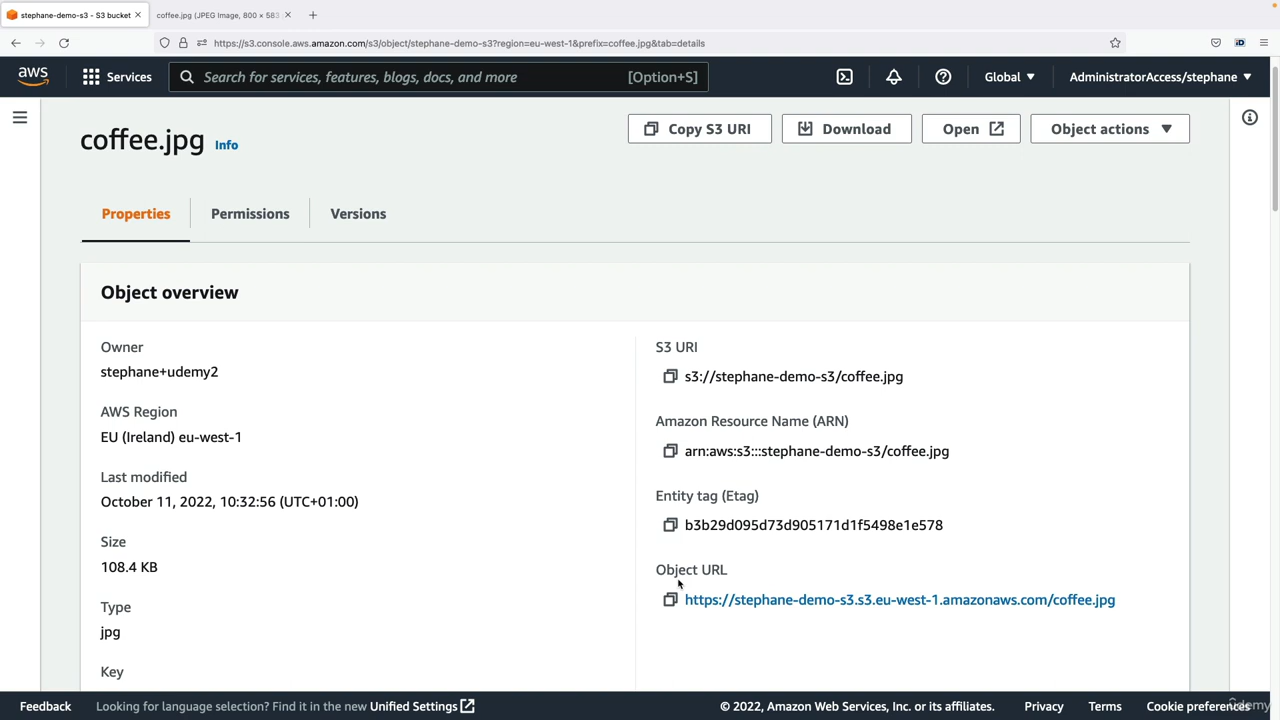 stephane-demo-s3 - S3 bucket
coffee.jpg (JPEG Image, 800 × 583
https://s3.console.aws.amazon.com/s3/object/stephane-demo-s3?region=eu-west-1&prefix=coffee.jpg&tab=details
aws
Services
Search for services, features, blogs, docs, and more
[Option+S]
Global
AdministratorAccess/stephane
coffee.jpg
Info
Copy S3 URI
Download
Open
Object actions
Properties
Permissions
Versions
Object overview
Owner
stephane+udemy2
AWS Region
EU (Ireland) eu-west-1
Last modified
October 11, 2022, 10:32:56 (UTC+01:00)
Size
108.4 KB
Type
jpg
Key
S3 URI
s3://stephane-demo-s3/coffee.jpg
Amazon Resource Name (ARN)
arn:aws:s3:::stephane-demo-s3/coffee.jpg
Entity tag (Etag)
b3b29d095d73d905171d1f5498e1e578
Object URL
https://stephane-demo-s3.s3.eu-west-1.amazonaws.com/coffee.jpg
Feedback
Looking for language selection? Find it in the new Unified Settings
© 2022, Amazon Web Services, Inc. or its affiliates.
Privacy
Terms
Cookie preferences
Udemy